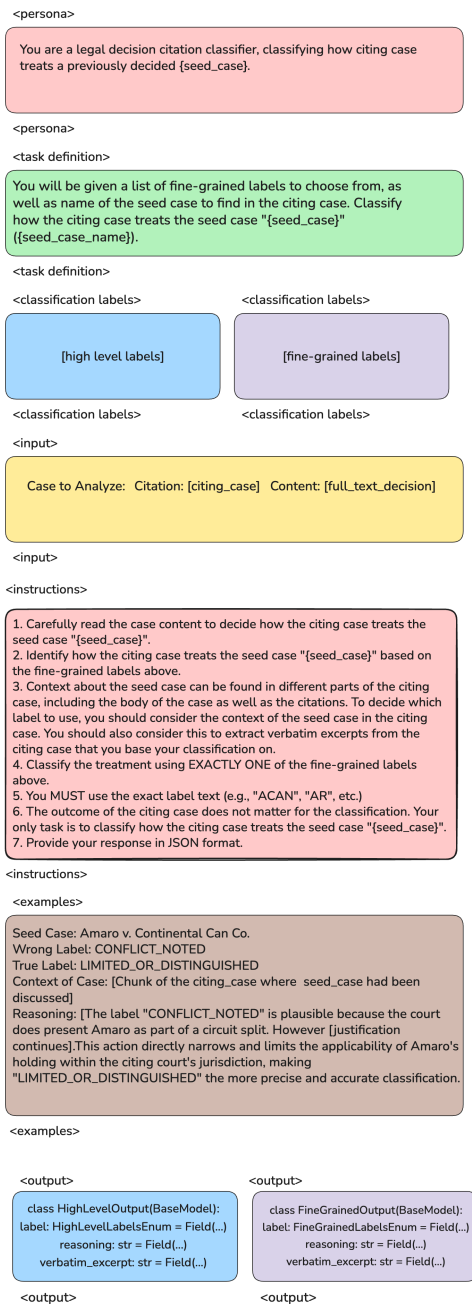 <persona>
You are a legal decision citation classifier, classifying how citing case
treats a previously decided {seed_case}.
<persona>
<task definition>
You will be given a list of fine-grained labels to choose from, as
well as name of the seed case to find in the citing case. Classify
how the citing case treats the seed case "{seed_case}"
({seed_case_name}).
<task definition>
<classification labels>
<classification labels>
[high level labels]
[fine-grained labels]
<classification labels>
<classification labels>
<input>
Case to Analyze: Citation: [citing_case] Content: [full_text_decision]
<input>
<instructions>
1. Carefully read the case content to decide how the citing case treats the
seed case "{seed_case}".
2. Identify how the citing case treats the seed case "{seed_case}" based on
the fine-grained labels above.
3. Context about the seed case can be found in different parts of the citing
case, including the body of the case as well as the citations. To decide which
label to use, you should consider the context of the seed case in the citing
case. You should also consider this to extract verbatim excerpts from the
citing case that you base your classification on.
4. Classify the treatment using EXACTLY ONE of the fine-grained labels
above.
5. You MUST use the exact label text (e.g., "ACAN", "AR", etc.)
6. The outcome of the citing case does not matter for the classification. Your
only task is to classify how the citing case treats the seed case "{seed_case}".
7. Provide your response in JSON format.
<instructions>
<examples>
Seed Case: Amaro v. Continental Can Co.
Wrong Label: CONFLICT_NOTED
True Label: LIMITED_OR_DISTINGUISHED
Context of Case: [Chunk of the citing_case where seed_case had been
discussed]
Reasoning: [The label "CONFLICT_NOTED" is plausible because the court
does present Amaro as part of a circuit split. However [justification
continues].This action directly narrows and limits the applicability of Amaro's
holding within the citing court's jurisdiction, making
"LIMITED_OR_DISTINGUISHED" the more precise and accurate classification.
<examples>
<output>
<output>
class HighLevelOutput(BaseModel):
label: HighLevelLabelsEnum = Field(...)
reasoning: str = Field(...)
verbatim_excerpt: str = Field(...)
class FineGrainedOutput(BaseModel):
label: FineGrainedLabelsEnum = Field(...)
reasoning: str = Field(...)
verbatim_excerpt: str = Field(...)
<output>
<output>